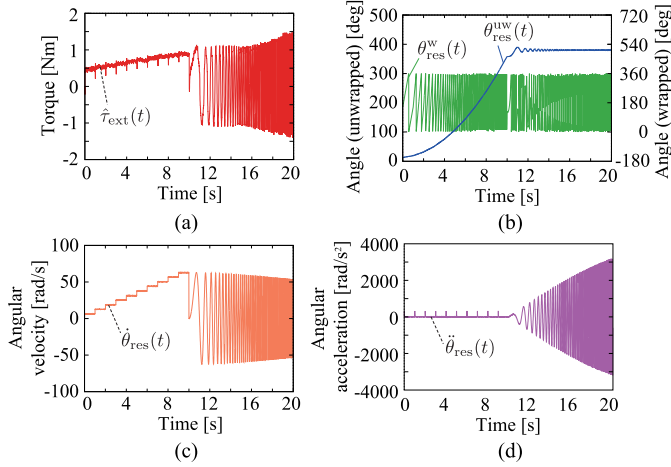 (a)
2
1
0
-1
-2
Torque [Nm]
τ̂ext(t)
0 4 8 12 16 20
Time [s]
(a)
(b)
500
400
300
200
100
0
Angle (unwrapped) [deg]
θʷres(t)
θᵘʷres(t)
720
540
360
180
0
-180
Angle (wrapped) [deg]
0 4 8 12 16 20
Time [s]
(b)
100
50
0
-50
-100
Angular
velocity [rad/s]
θ̇res(t)
0 4 8 12 16 20
Time [s]
(c)
4000
2000
0
-2000
-4000
Angular
acceleration [rad/s²]
θ̈res(t)
0 4 8 12 16 20
Time [s]
(d)